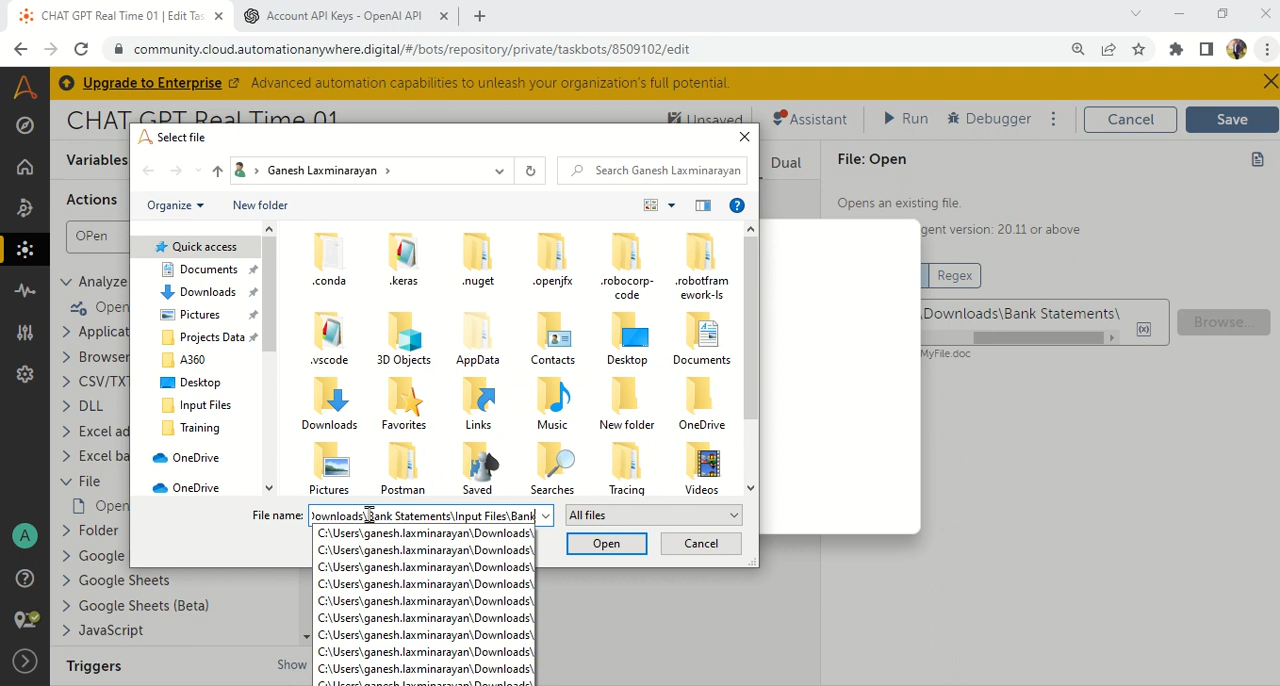 CHAT GPT Real Time 01 | Edit Tas
Account API Keys - OpenAI API
community.cloud.automationanywhere.digital/#/bots/repository/private/taskbots/8509102/edit
Upgrade to Enterprise Advanced automation capabilities to unleash your organization's full potential.
CHAT GPT Real Time 01
Unsaved
Assistant
Run
Debugger
Cancel
Save
Variables
Dual
File: Open
Actions
Opens an existing file.
gent version: 20.11 or above
OPen
Regex
Analyze
Open
Downloads\Bank Statements\
(x)
Browse...
MyFile.doc
Applicat
Browser
CSV/TXT
DLL
Excel ad
Excel ba
File
Open
Folder
Google
Google Sheets
Google Sheets (Beta)
JavaScript
Triggers
Show
Select file
Ganesh Laxminarayan
Search Ganesh Laxminarayan
Organize
New folder
Quick access
Documents
Downloads
Pictures
Projects Data
A360
Desktop
Input Files
Training
OneDrive
OneDrive
.conda
.keras
.nuget
.openjfx
.robocorp-
code
.robotfram
ework-ls
.vscode
3D Objects
AppData
Contacts
Desktop
Documents
Downloads
Favorites
Links
Music
New folder
OneDrive
Pictures
Postman
Saved
Searches
Tracing
Videos
File name:
Downloads\Bank Statements\Input Files\Bank
All files
Open
Cancel
C:\Users\ganesh.laxminarayan\Downloads\
C:\Users\ganesh.laxminarayan\Downloads\
C:\Users\ganesh.laxminarayan\Downloads\
C:\Users\ganesh.laxminarayan\Downloads\
C:\Users\ganesh.laxminarayan\Downloads\
C:\Users\ganesh.laxminarayan\Downloads\
C:\Users\ganesh.laxminarayan\Downloads\
C:\Users\ganesh.laxminarayan\Downloads\
C:\Users\ganesh.laxminarayan\Downloads\
C:\Users\ganesh.laxminarayan\Downloads\